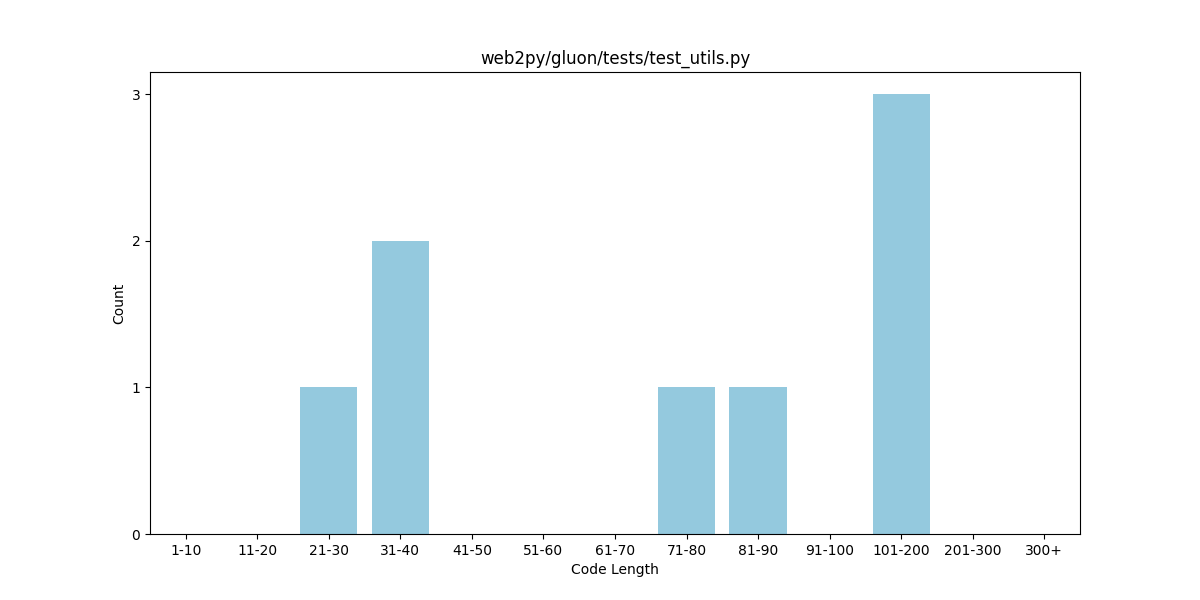 web2py/gluon/tests/test_utils.py
3
2
1
0
Count
1-10 11-20 21-30 31-40 41-50 51-60 61-70 71-80 81-90 91-100 101-200 201-300 300+
Code Length